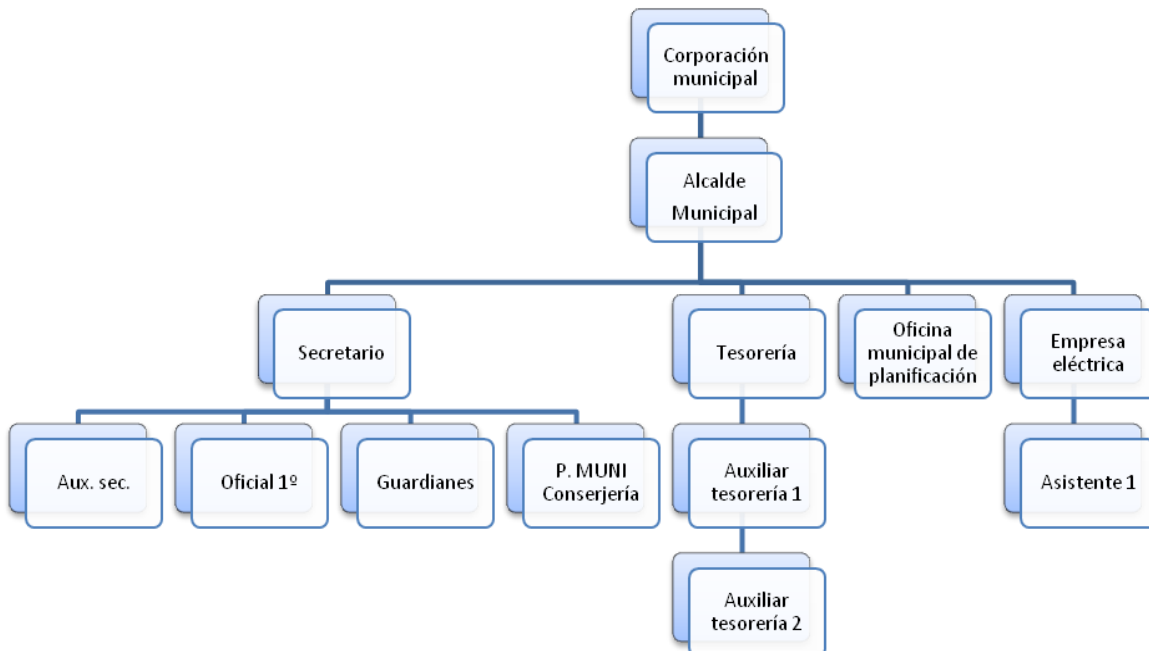 Corporación
municipal
Alcalde
Municipal
Secretario
Tesorería
Oficina
municipal de
planificación
Empresa
eléctrica
Aux. sec.
Oficial 1º
Guardianes
P. MUNI
Conserjería
Auxiliar
tesorería 1
Asistente 1
Auxiliar
tesorería 2